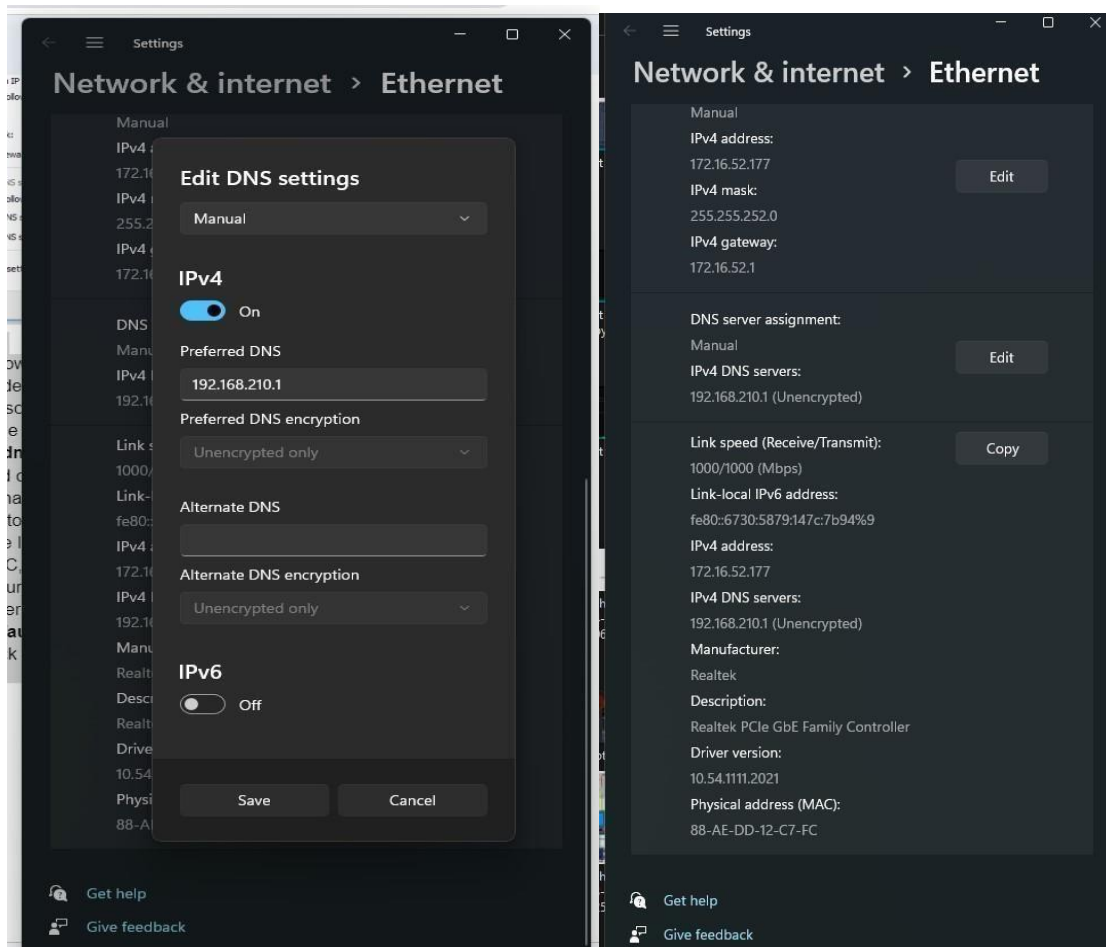 Settings
Network & internet > Ethernet
Manual
IPv4
172.16
IPv4
255.2
IPv4
172.16
DNS
Manu
IPv4
192.16
Link s
1000/
Link-
fe80::
IPv4
172.16
IPv4
192.16
Manu
Realt
Descr
Realt
Drive
10.54
Physi
88-A
Edit DNS settings
Manual
IPv4
On
Preferred DNS
192.168.210.1
Preferred DNS encryption
Unencrypted only
Alternate DNS
Alternate DNS encryption
Unencrypted only
IPv6
Off
Save Cancel
Get help
Give feedback
Settings
Network & internet > Ethernet
Manual
IPv4 address:
172.16.52.177
Edit
IPv4 mask:
255.255.252.0
IPv4 gateway:
172.16.52.1
DNS server assignment:
Manual
Edit
IPv4 DNS servers:
192.168.210.1 (Unencrypted)
Link speed (Receive/Transmit):
Copy
1000/1000 (Mbps)
Link-local IPv6 address:
fe80::6730:5879:147c:7b94%9
IPv4 address:
172.16.52.177
IPv4 DNS servers:
192.168.210.1 (Unencrypted)
Manufacturer:
Realtek
Description:
Realtek PCIe GbE Family Controller
Driver version:
10.54.1111.2021
Physical address (MAC):
88-AE-DD-12-C7-FC
Get help
Give feedback